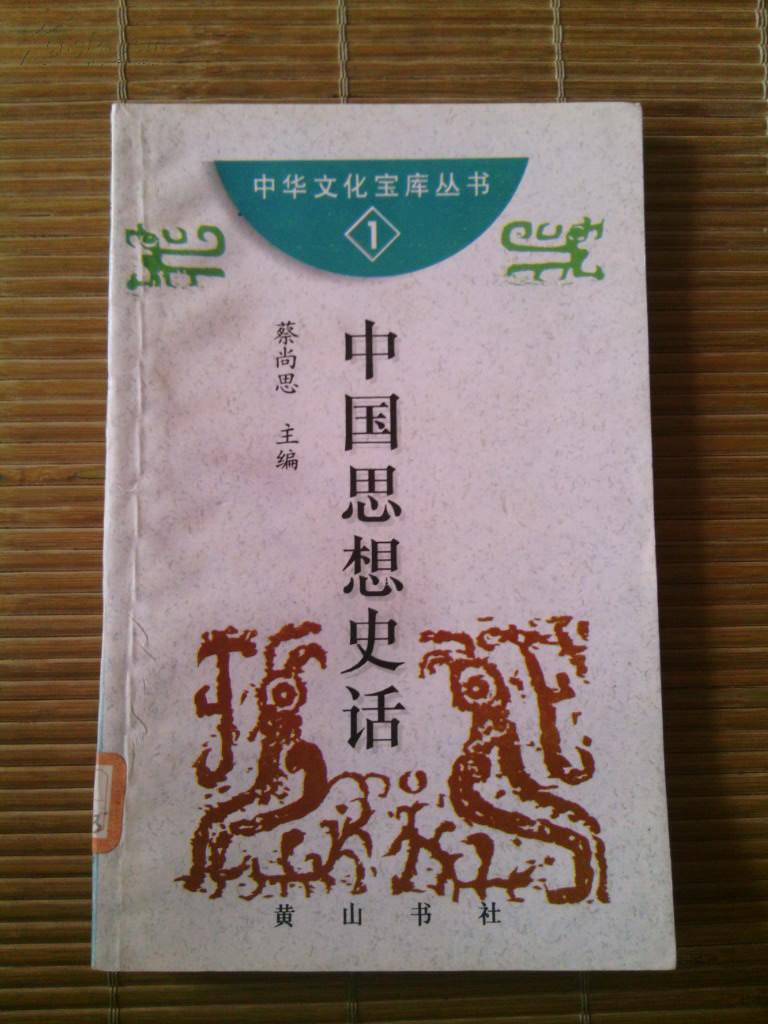 中华文化宝库丛书
1
中国思想史话
蔡尚思 主编
黄山书社